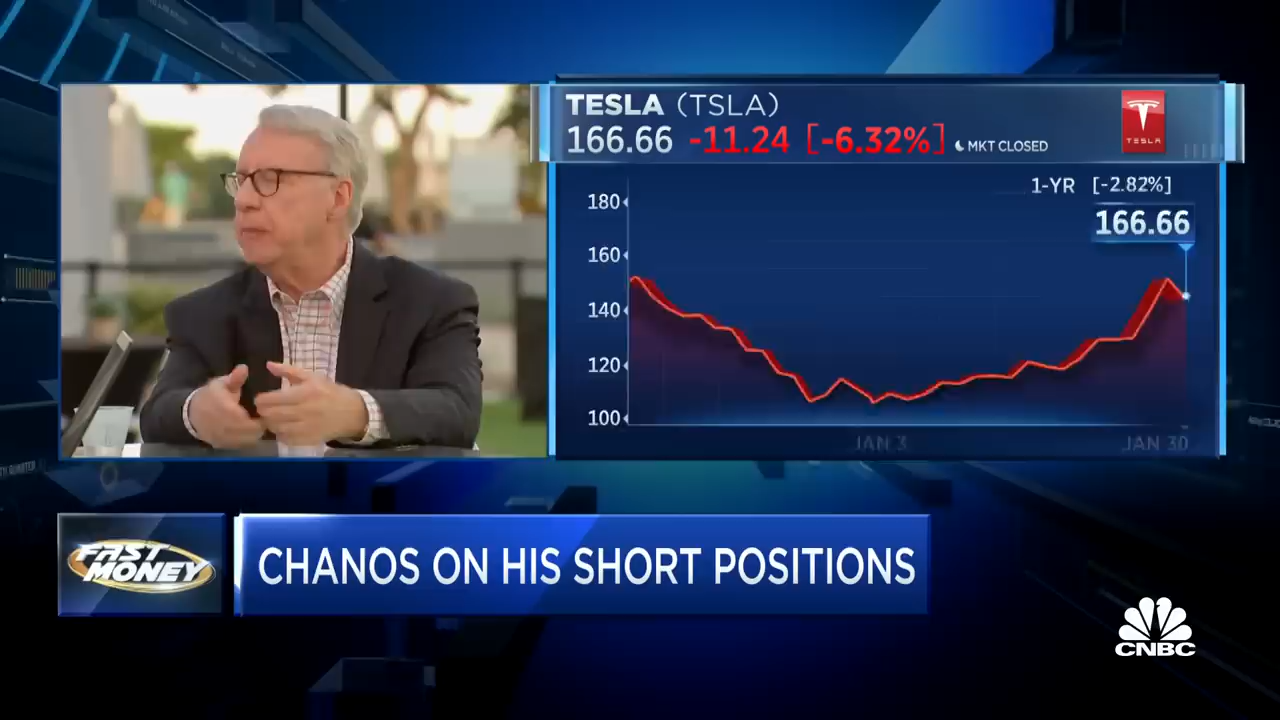 TESLA (TSLA)
166.66 -11.24 [-6.32%] MKT CLOSED
TESLA
1-YR [-2.82%]
166.66
180
160
140
120
100
JAN 3 JAN 30
FAST MONEY
CHANOS ON HIS SHORT POSITIONS
CNBC